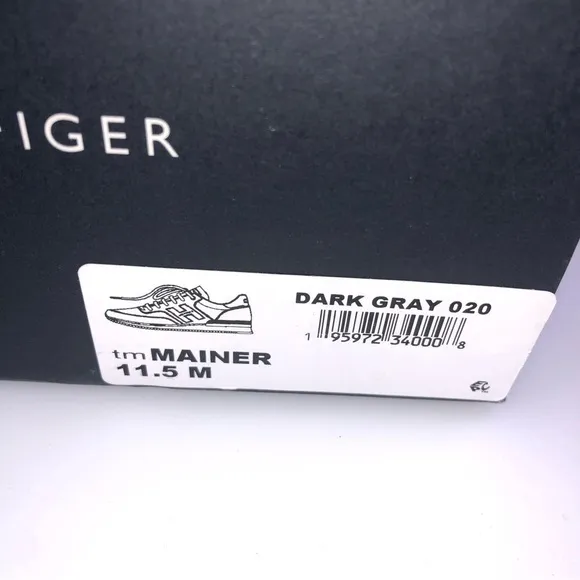 IGER
DARK GRAY 020
1 95972 34000 8
tm MAINER
11.5 M